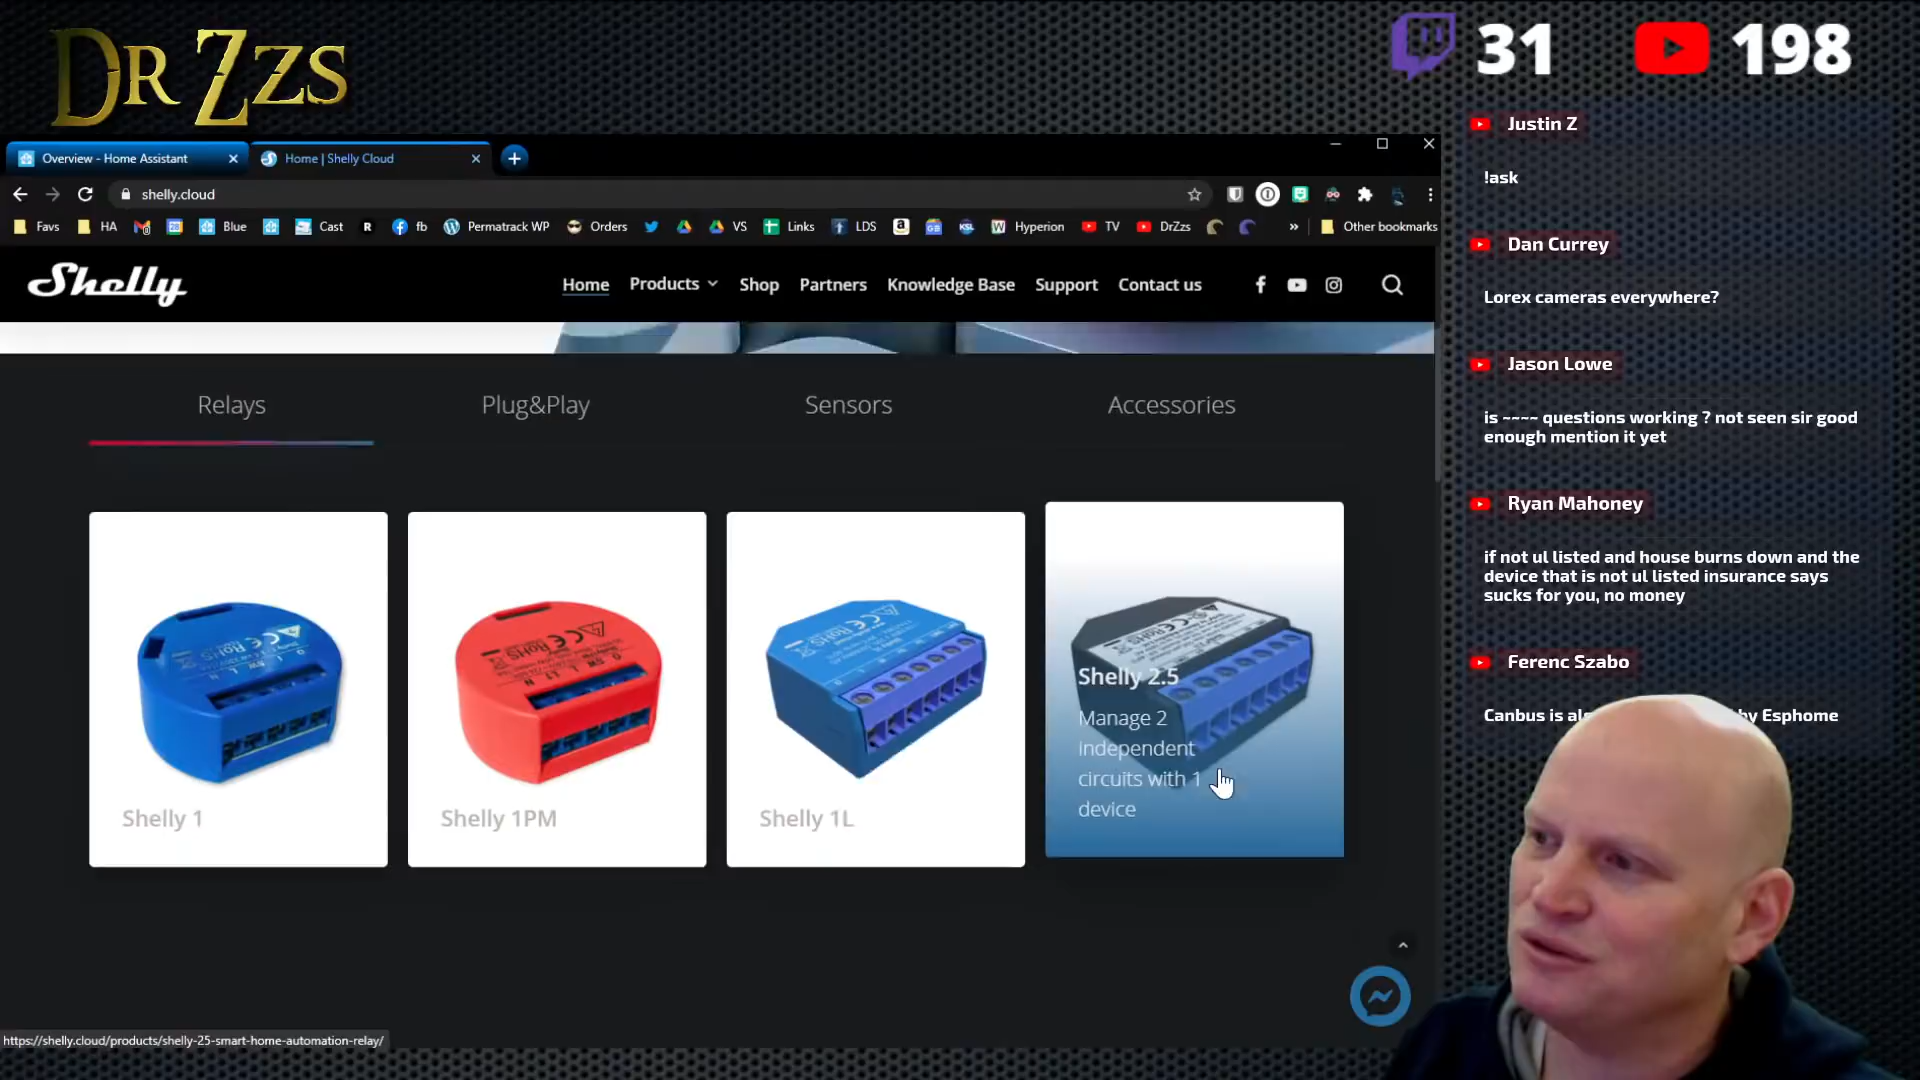 DR ZZS
31
198
Overview - Home Assistant
Home | Shelly Cloud
shelly.cloud
Favs
HA
Blue
Cast
R
fb
Permatrack WP
Orders
VS
Links
LDS
Hyperion
TV
DrZzs
»
Other bookmarks
Shelly
Home
Products
Shop
Partners
Knowledge Base
Support
Contact us
Relays
Plug&Play
Sensors
Accessories
Shelly 1
Shelly 1PM
Shelly 1L
Shelly 2.5
Manage 2
independent
circuits with 1
device
https://shelly.cloud/products/shelly-25-smart-home-automation-relay/
Justin Z
!ask
Dan Currey
Lorex cameras everywhere?
Jason Lowe
is ~~~~ questions working ? not seen sir good
enough mention it yet
Ryan Mahoney
if not ul listed and house burns down and the
device that is not ul listed insurance says
sucks for you, no money
Ferenc Szabo
Canbus is by Esphome